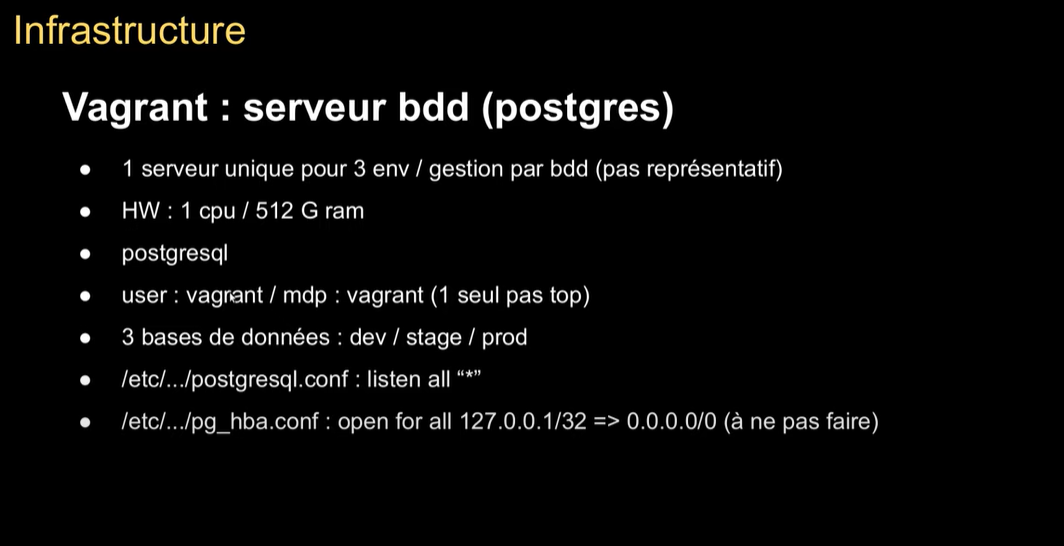 Infrastructure
Vagrant : serveur bdd (postgres)
● 1 serveur unique pour 3 env / gestion par bdd (pas représentatif)
● HW : 1 cpu / 512 G ram
● postgresql
● user : vagrant / mdp : vagrant (1 seul pas top)
● 3 bases de données : dev / stage / prod
● /etc/.../postgresql.conf : listen all “*”
● /etc/.../pg_hba.conf : open for all 127.0.0.1/32 => 0.0.0.0/0 (à ne pas faire)